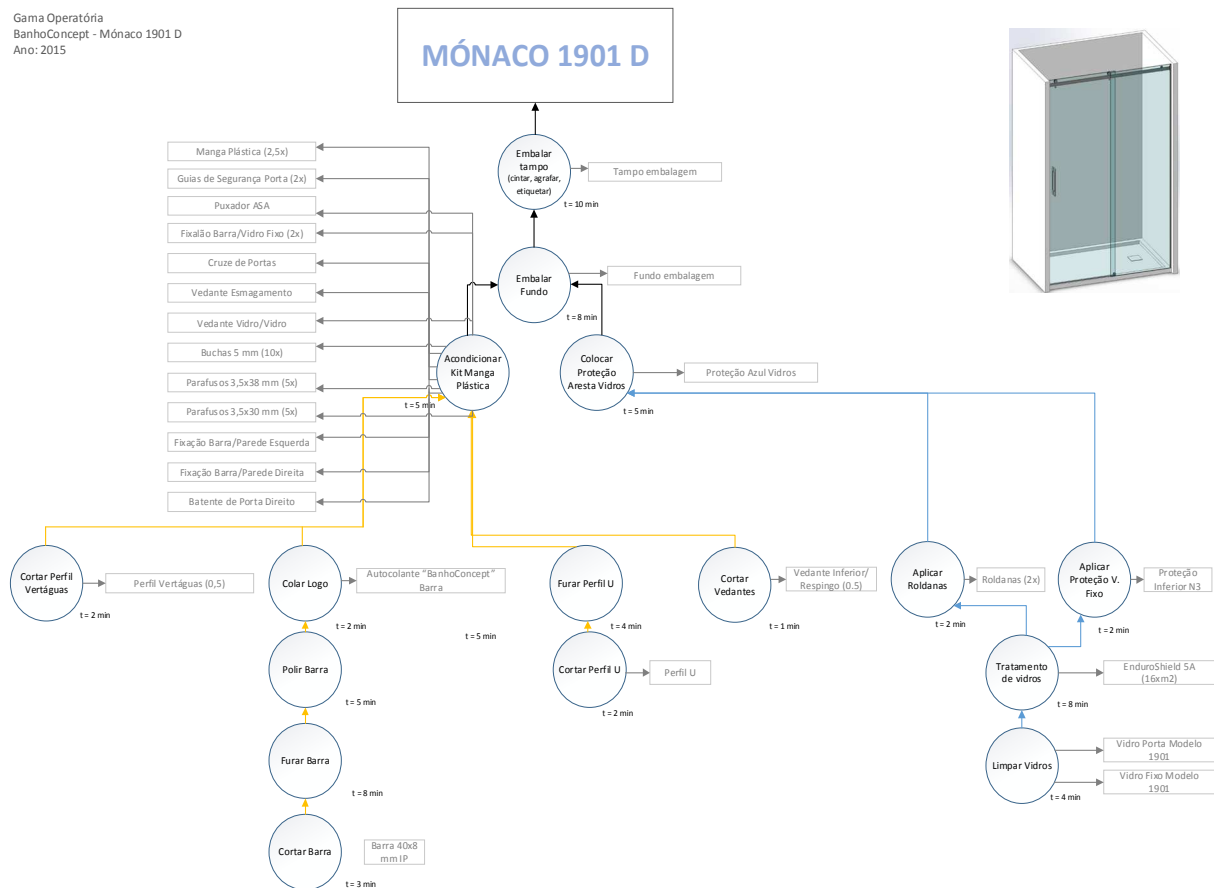 Gama Operatória
BanhoConcept - Mónaco 1901 D
Ano: 2015
MÓNACO 1901 D
Embalar
tampo
(cintar, agrafar,
etiquetar)
t = 10 min
Tampo embalagem
Manga Plástica (2,5x)
Guias de Segurança Porta (2x)
Puxador ASA
Fixalão Barra/Vidro Fixo (2x)
Cruze de Portas
Vedante Esmagamento
Vedante Vidro/Vidro
Buchas 5 mm (10x)
Parafusos 3,5x38 mm (5x)
Parafusos 3,5x30 mm (5x)
Fixação Barra/Parede Esquerda
Fixação Barra/Parede Direita
Batente de Porta Direito
Embalar
Fundo
t = 8 min
Fundo embalagem
Acondicionar
Kit Manga
Plástica
t = 5 min
Colocar
Proteção
Aresta Vidros
t = 5 min
Proteção Azul Vidros
Cortar Perfil
Vertáguas
t = 2 min
Perfil Vertáguas (0,5)
Colar Logo
t = 2 min
Autocolante “BanhoConcept”
Barra
t = 5 min
Furar Perfil U
t = 4 min
Cortar
Vedantes
t = 1 min
Vedante Inferior/
Respingo (0.5)
Aplicar
Roldanas
t = 2 min
Roldanas (2x)
Aplicar
Proteção V.
Fixo
t = 2 min
Proteção
Inferior N3
Polir Barra
t = 5 min
Cortar Perfil U
t = 2 min
Perfil U
Tratamento
de vidros
t = 8 min
EnduroShield 5A
(16xm2)
Furar Barra
t = 8 min
Limpar Vidros
t = 4 min
Vidro Porta Modelo
1901
Vidro Fixo Modelo
1901
Cortar Barra
t = 3 min
Barra 40x8
mm IP